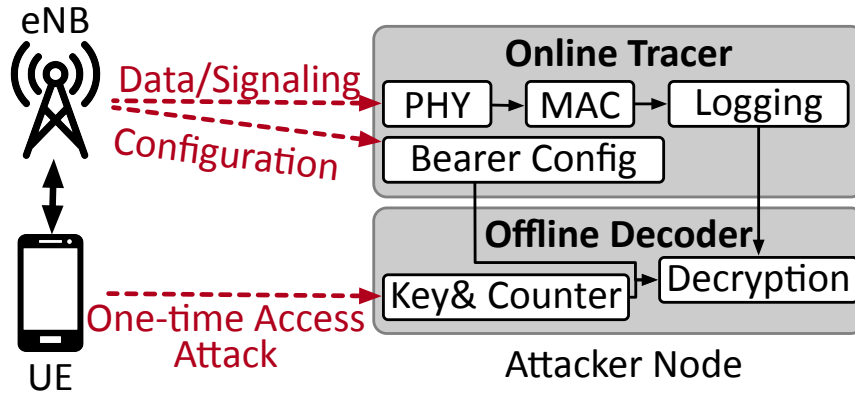 eNB
Data/Signaling
Configuration
Online Tracer
PHY
MAC
Logging
Bearer Config
Offline Decoder
Key& Counter
Decryption
One-time Access
Attack
UE
Attacker Node